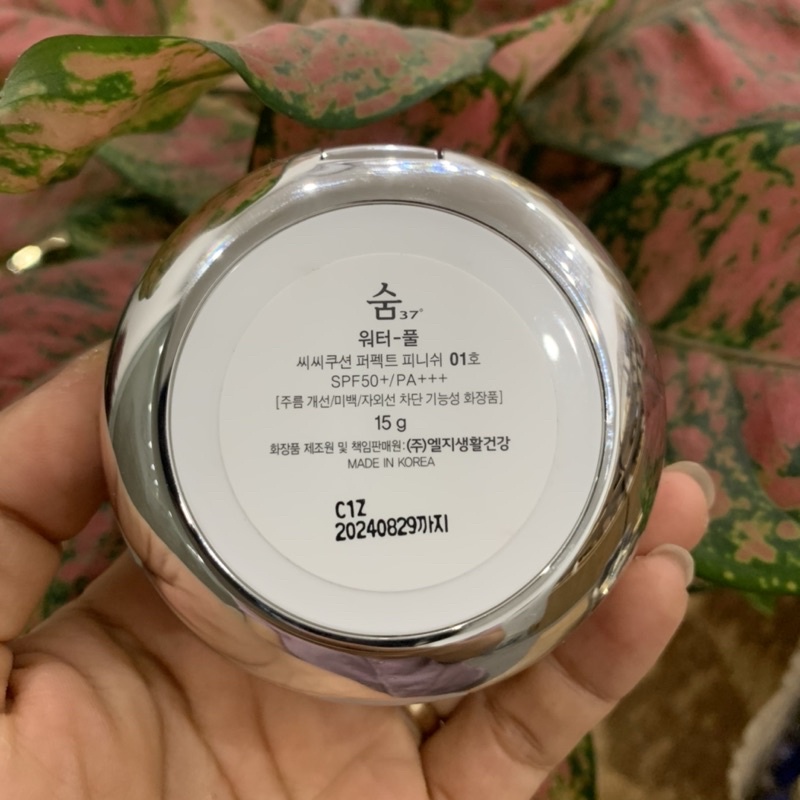 숨37°
워터-풀
씨씨쿠션 퍼펙트 피니쉬 01호
SPF50+/PA+++
[주름 개선/미백/자외선 차단 기능성 화장품]
15 g
화장품 제조원 및 책임판매원:(주)엘지생활건강
MADE IN KOREA
C1Z
20240829까지